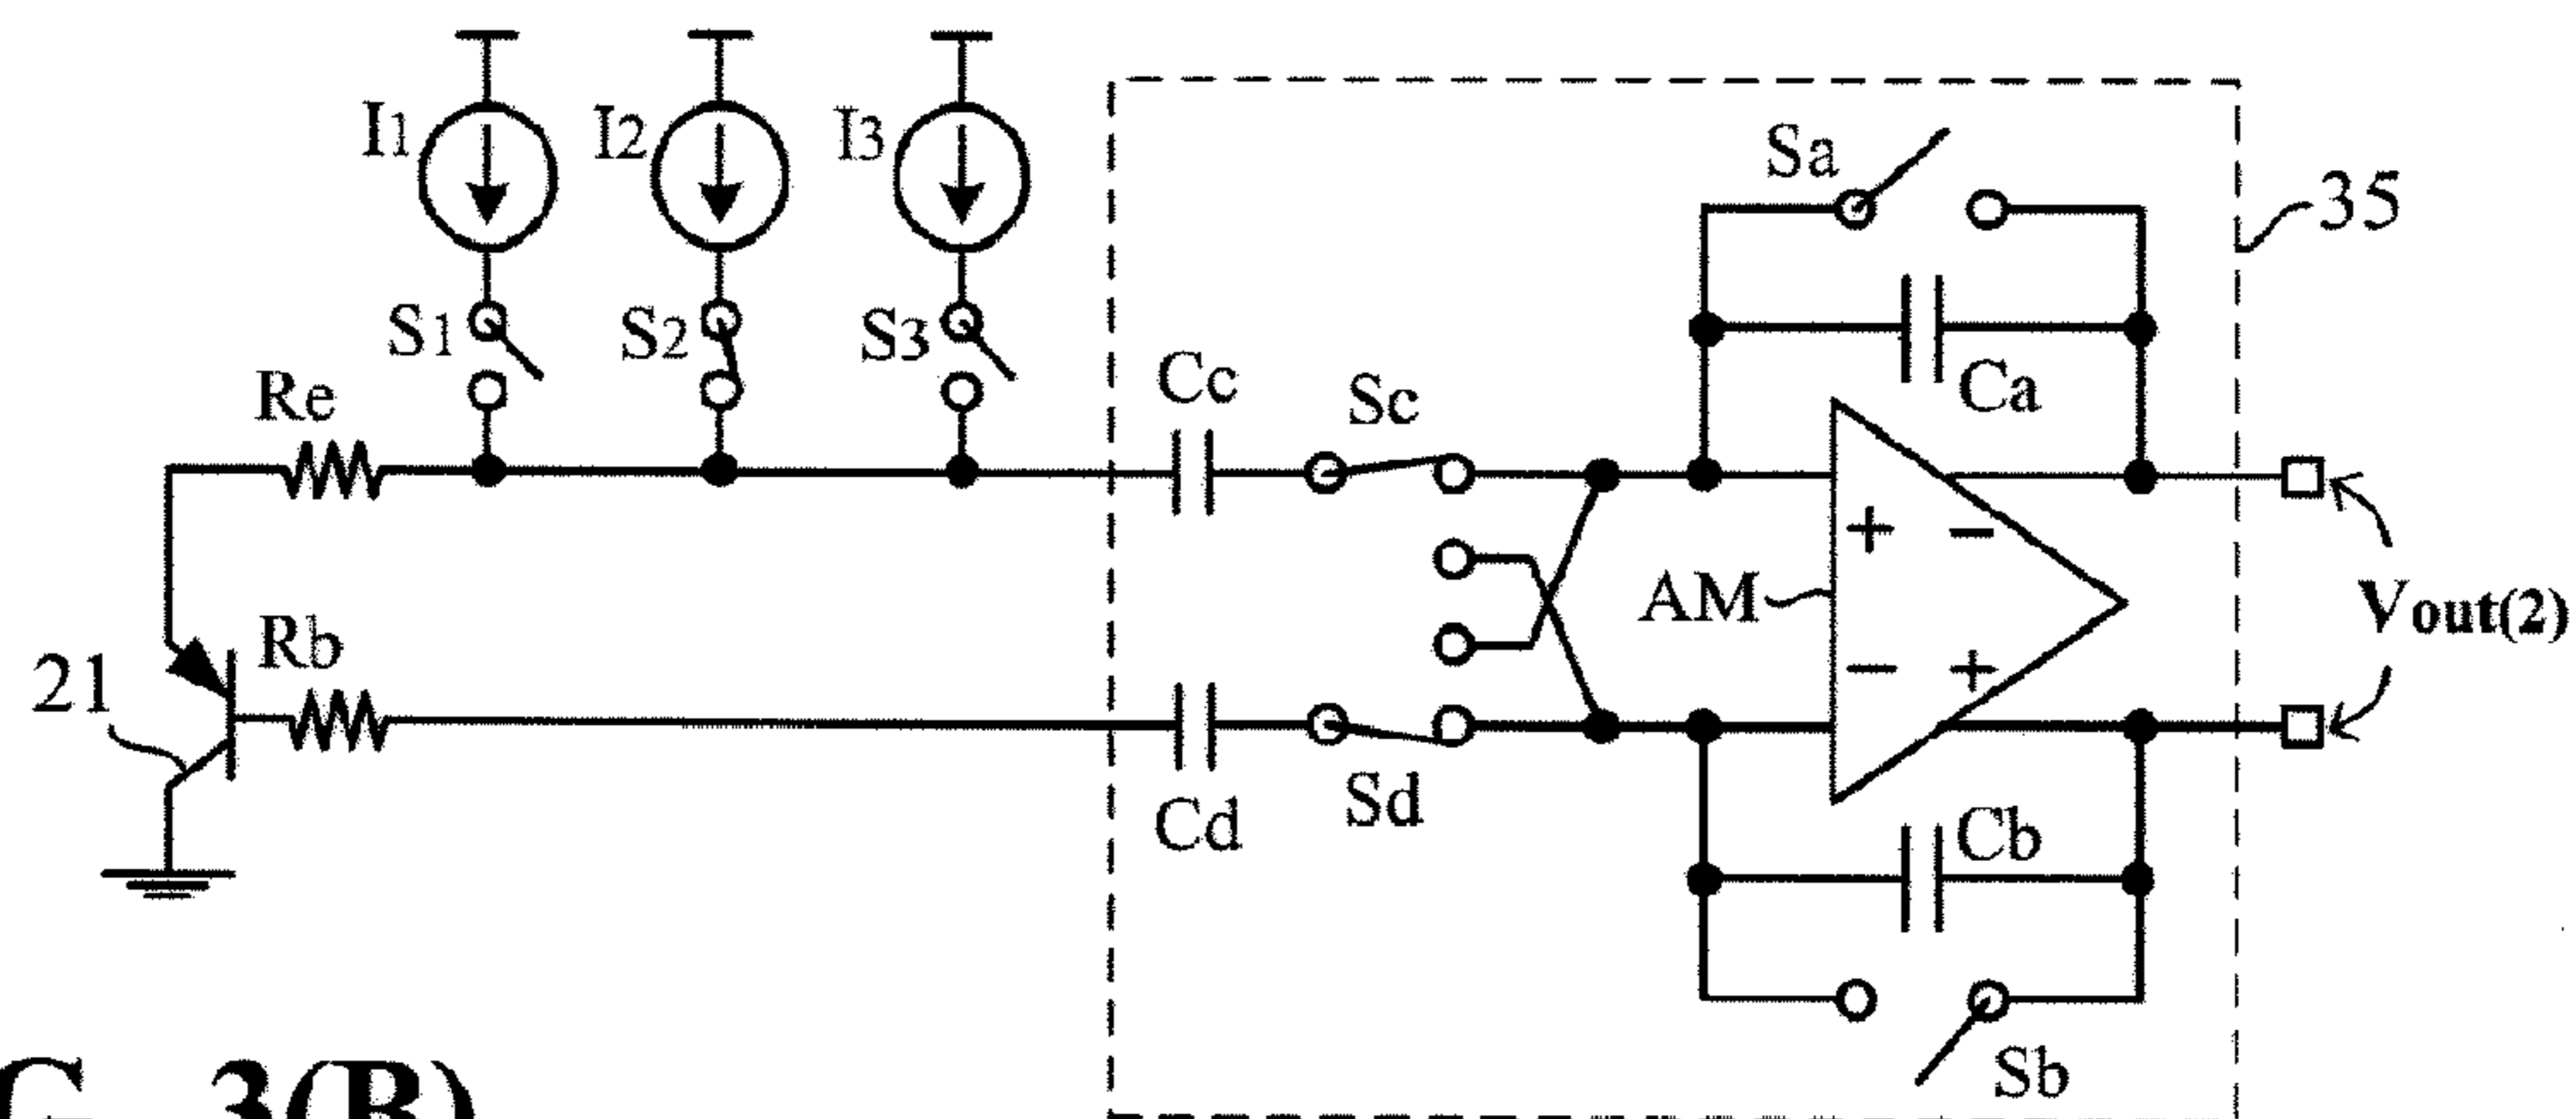 I1
I2
I3
Sa
35
S1
S2
S3
Cc
Sc
Ca
Re
+
−
AM
Vout(2)
21
Rb
−
+
Cd
Sd
Cb
Sb
G. 3(B)